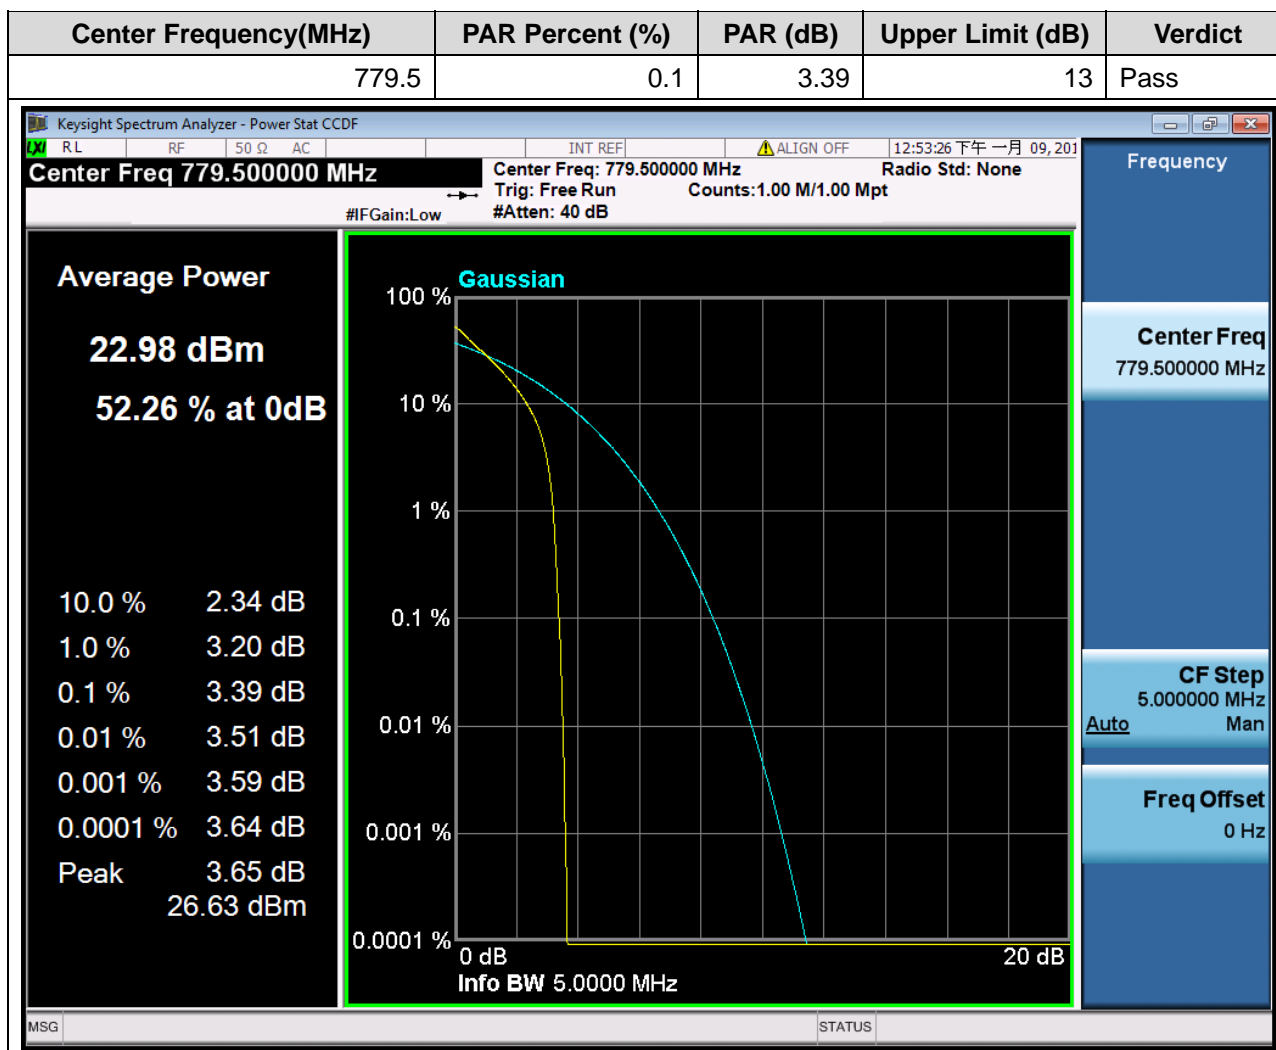 Center Frequency(MHz) PAR Percent (%) PAR (dB) Upper Limit (dB) Verdict
779.5 0.1 3.39 13 Pass
Keysight Spectrum Analyzer - Power Stat CCDF
LXI RL RF 50 Ω AC INT REF ALIGN OFF 12:53:26 下午 一月 09, 201
Center Freq 779.500000 MHz
Center Freq: 779.500000 MHz Radio Std: None
Trig: Free Run Counts:1.00 M/1.00 Mpt
#IFGain:Low #Atten: 40 dB
Average Power
22.98 dBm
52.26 % at 0dB
10.0 % 2.34 dB
1.0 % 3.20 dB
0.1 % 3.39 dB
0.01 % 3.51 dB
0.001 % 3.59 dB
0.0001 % 3.64 dB
Peak 3.65 dB
26.63 dBm
Gaussian
100 %
10 %
1 %
0.1 %
0.01 %
0.001 %
0.0001 %
0 dB 20 dB
Info BW 5.0000 MHz
Frequency
Center Freq
779.500000 MHz
CF Step
5.000000 MHz
Auto Man
Freq Offset
0 Hz
MSG STATUS